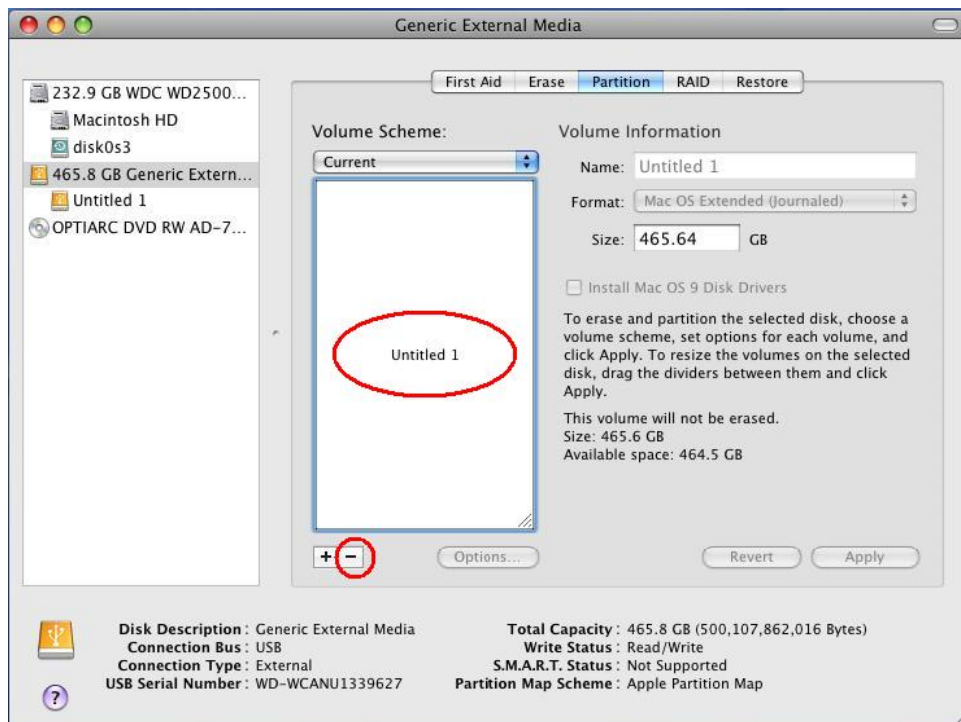 Generic External Media
First Aid Erase Partition RAID Restore
232.9 GB WDC WD2500...
Macintosh HD
disk0s3
465.8 GB Generic Extern...
Untitled 1
OPTIARC DVD RW AD-7...
Volume Scheme:
Current
Untitled 1
+ −
Options...
Volume Information
Name: Untitled 1
Format: Mac OS Extended (Journaled)
Size: 465.64 GB
Install Mac OS 9 Disk Drivers
To erase and partition the selected disk, choose a
volume scheme, set options for each volume, and
click Apply. To resize the volumes on the selected
disk, drag the dividers between them and click
Apply.
This volume will not be erased.
Size: 465.6 GB
Available space: 464.5 GB
Revert Apply
Disk Description : Generic External Media
Connection Bus : USB
Connection Type : External
USB Serial Number : WD-WCANU1339627
Total Capacity : 465.8 GB (500,107,862,016 Bytes)
Write Status : Read/Write
S.M.A.R.T. Status : Not Supported
Partition Map Scheme : Apple Partition Map
?